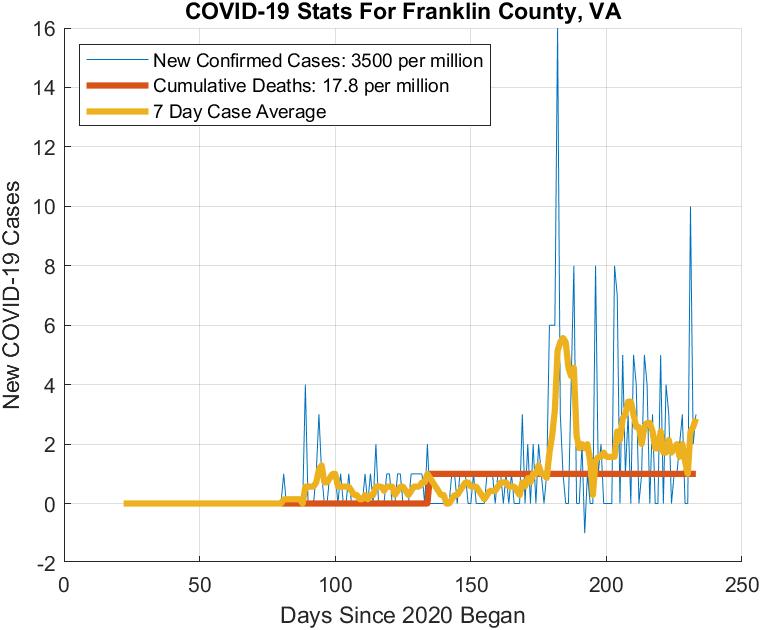 COVID-19 Stats For Franklin County, VA
New Confirmed Cases: 3500 per million
Cumulative Deaths: 17.8 per million
7 Day Case Average
16
14
12
10
8
6
4
2
0
-2
New COVID-19 Cases
0 50 100 150 200 250
Days Since 2020 Began